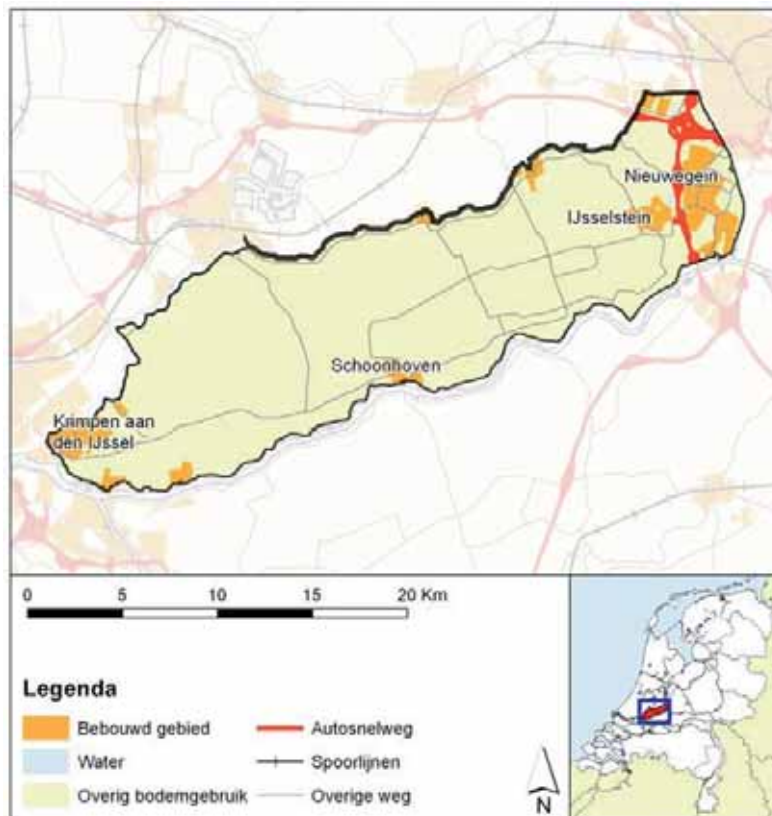 Nieuwegein
IJsselstein
Schoonhoven
Krimpen aan
den IJssel
0 5 10 15 20 Km
Legenda
Bebouwd gebied
Autosnelweg
Water
Spoorlijnen
Overig bodemgebruik
Overige weg
N